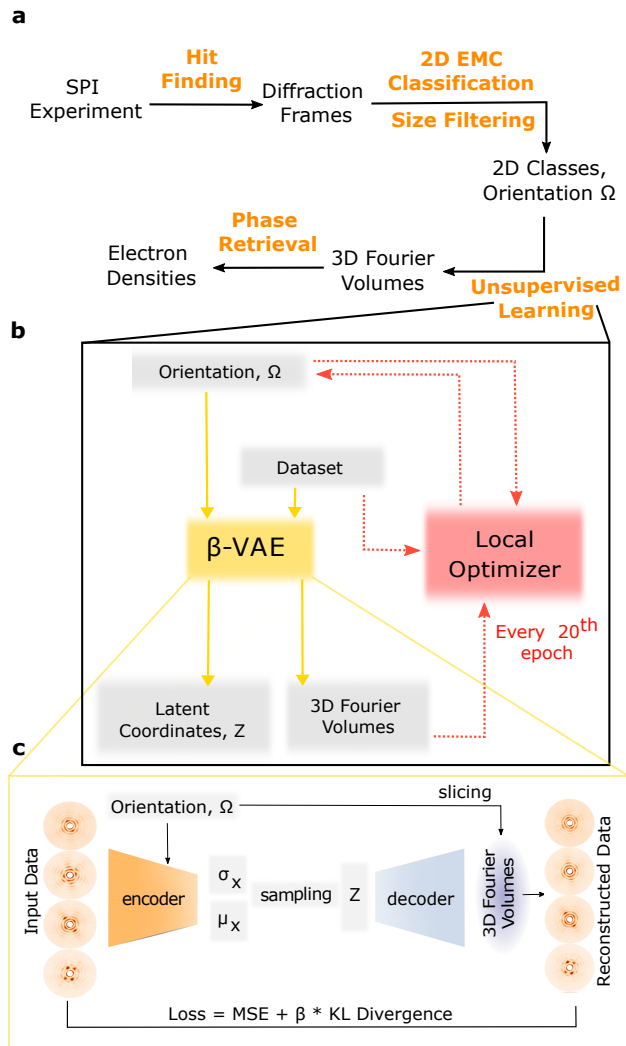 a
SPI
Experiment
Hit
Finding
Diffraction
Frames
2D EMC
Classification
Size Filtering
2D Classes,
Orientation Ω
Phase
Retrieval
Electron
Densities
3D Fourier
Volumes
Unsupervised
Learning
b
Orientation, Ω
Dataset
β-VAE
Local
Optimizer
Every 20th
epoch
Latent
Coordinates, Z
3D Fourier
Volumes
c
Orientation, Ω
slicing
Input Data
encoder
σx
μx
sampling
Z
decoder
3D Fourier
Volumes
Reconstructed Data
Loss = MSE + β * KL Divergence